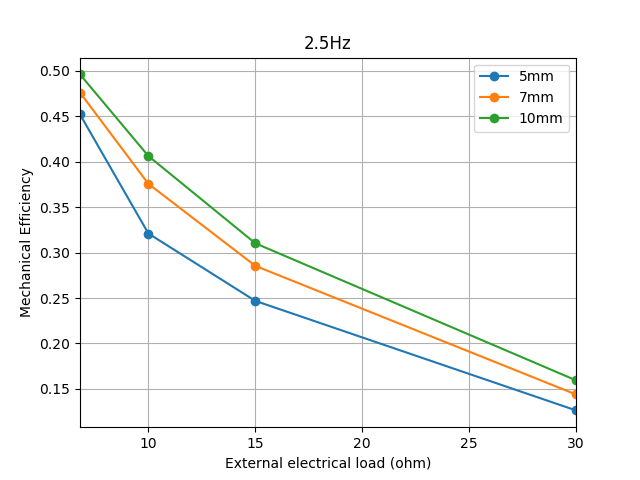 2.5Hz
5mm
7mm
10mm
Mechanical Efficiency
0.50
0.45
0.40
0.35
0.30
0.25
0.20
0.15
10 15 20 25 30
External electrical load (ohm)